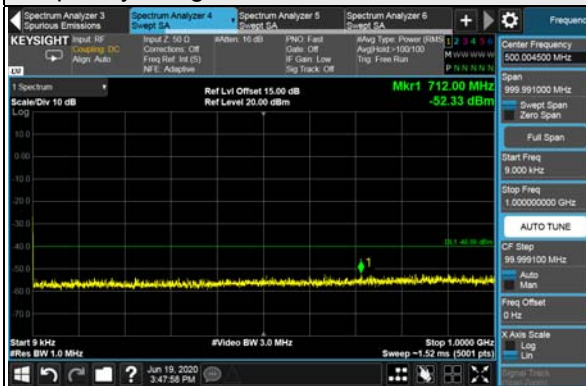 Spectrum Analyzer 3
Spurious Emissions
Spectrum Analyzer 4
Swept SA
Spectrum Analyzer 5
Swept SA
Spectrum Analyzer 6
Swept SA
Frequency
KEYSIGHT
Input: RF
Coupling: DC
Align: Auto
Input Z: 50 Ω
Corrections: Off
Freq Ref: Int (S)
NFE: Adaptive
#Atten: 10 dB
PNO: Fast
Gate: Off
IF Gain: Low
Sig Track: Off
#Avg Type: Power (RMS
Avg|Hold:>100/100
Trig: Free Run
1 2 3 4 5 6
M W W W W W
P N N N N N
1 Spectrum
Scale/Div 10 dB
Log
Ref Lvl Offset 15.00 dB
Ref Level 20.00 dBm
Mkr1 712.00 MHz
-52.33 dBm
10.0
0.00
-10.0
-20.0
-30.0
-40.0
-50.0
-60.0
-70.0
1
Start 9 kHz
#Res BW 1.0 MHz
#Video BW 3.0 MHz
Stop 1.0000 GHz
Sweep ~1.52 ms (5001 pts)
Jun 19, 2020
3:47:58 PM
Center Frequency
500.004500 MHz
Span
999.991000 MHz
Swept Span
Zero Span
Full Span
Start Freq
9.000 kHz
Stop Freq
1.000000000 GHz
AUTO TUNE
CF Step
99.999100 MHz
Auto
Man
Freq Offset
0 Hz
X Axis Scale
Log
Lin
Signal Track